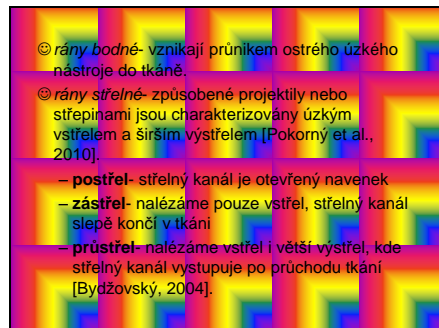 ☺ rány bodné- vznikají průnikem ostrého úzkého
nástroje do tkáně.
☺ rány střelné- způsobené projektily nebo
střepinami jsou charakterizovány úzkým
vstřelem a širším výstřelem [Pokorný et al.,
2010].
– postřel- střelný kanál je otevřený navenek
– zástřel- nalézáme pouze vstřel, střelný kanál
slepě končí v tkáni
– průstřel- nalézáme vstřel i větší výstřel, kde
střelný kanál vystupuje po průchodu tkání
[Bydžovský, 2004].